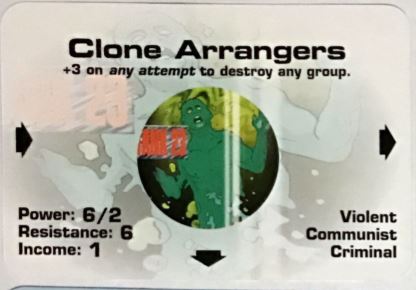 Clone Arrangers
+3 on any attempt to destroy any group.
Power: 6/2
Resistance: 6
Income: 1
Violent
Communist
Criminal